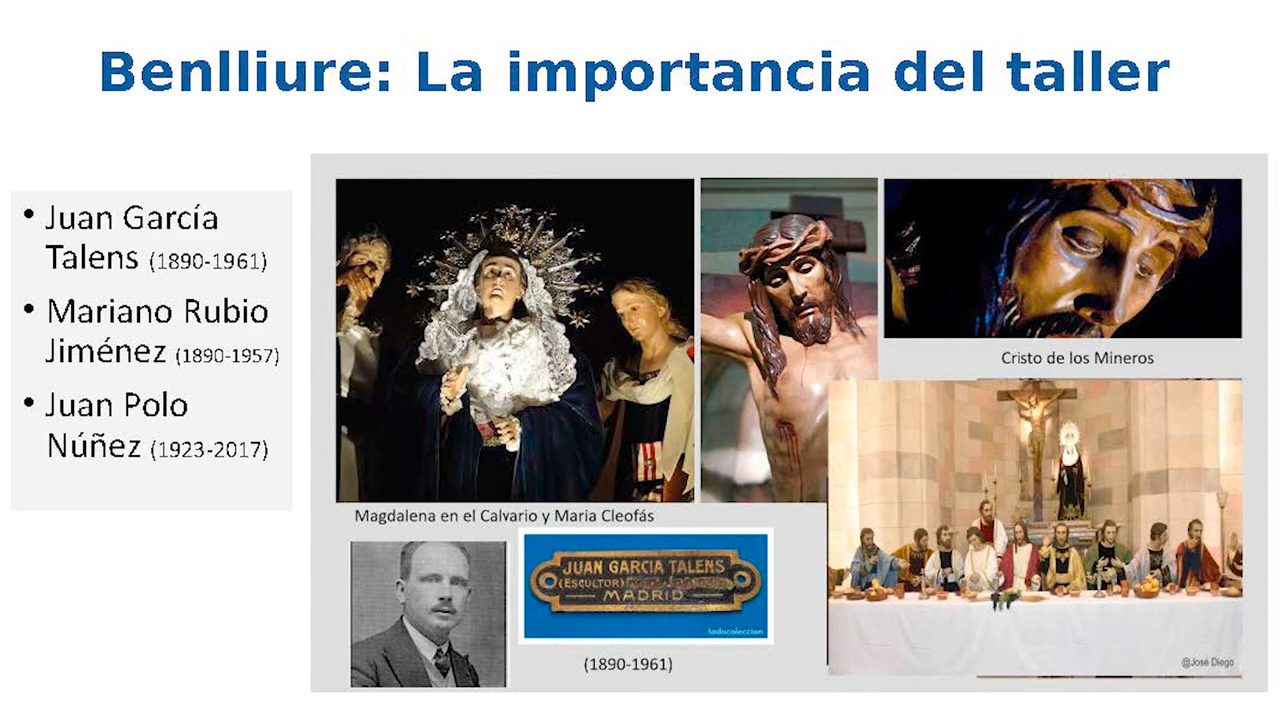 Benlliure: La importancia del taller
• Juan García
Talens (1890-1961)
• Mariano Rubio
Jiménez (1890-1957)
• Juan Polo
Núñez (1923-2017)
Cristo de los Mineros
Magdalena en el Calvario y Maria Cleofás
JUAN GARCIA TALENS
(ESCULTOR)
MADRID
todocoleccion
(1890-1961)
@José Diego